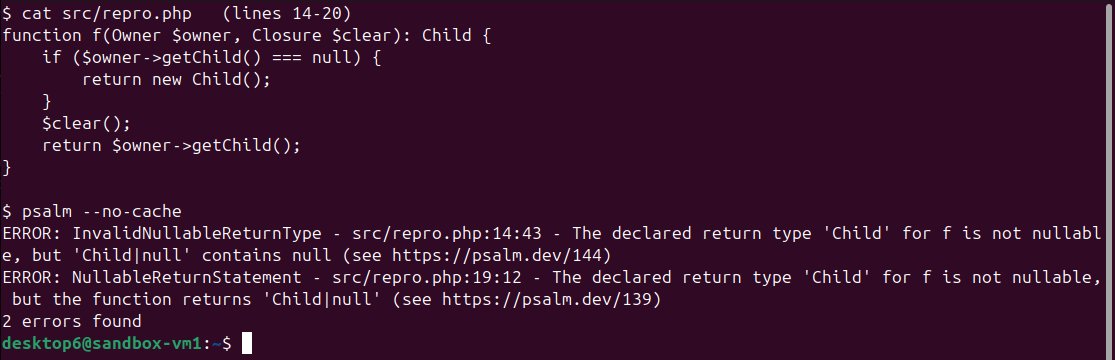 $ cat src/repro.php   (lines 14-20)
function f(Owner $owner, Closure $clear): Child {
    if ($owner->getChild() === null) {
        return new Child();
    }
    $clear();
    return $owner->getChild();
}

$ psalm --no-cache
ERROR: InvalidNullableReturnType - src/repro.php:14:43 - The declared return type 'Child' for f is not nullabl
e, but 'Child|null' contains null (see https://psalm.dev/144)
ERROR: NullableReturnStatement - src/repro.php:19:12 - The declared return type 'Child' for f is not nullable,
 but the function returns 'Child|null' (see https://psalm.dev/139)
2 errors found
desktop6@sandbox-vm1:~$